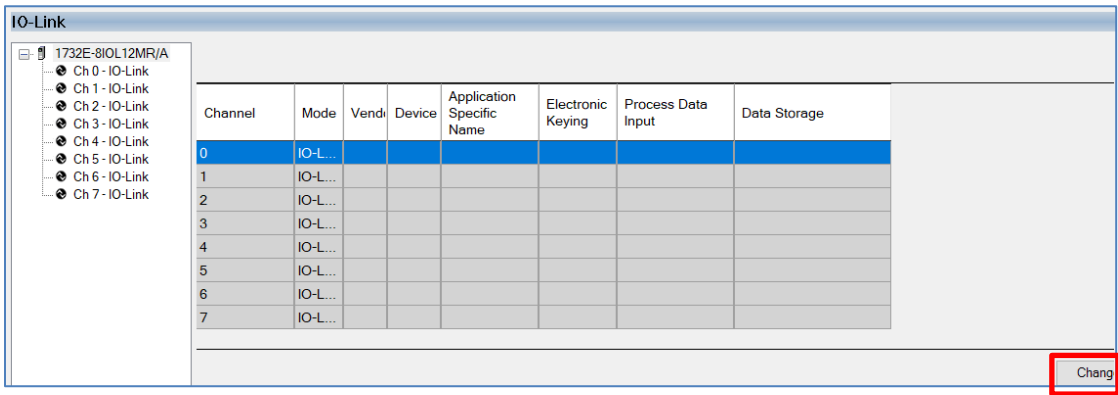 IO-Link
1732E-8IOL12MR/A
Ch 0 - IO-Link
Ch 1 - IO-Link
Ch 2 - IO-Link
Ch 3 - IO-Link
Ch 4 - IO-Link
Ch 5 - IO-Link
Ch 6 - IO-Link
Ch 7 - IO-Link
Channel Mode Vend Device Application Specific Name Electronic Keying Process Data Input Data Storage
0 IO-L...
1 IO-L...
2 IO-L...
3 IO-L...
4 IO-L...
5 IO-L...
6 IO-L...
7 IO-L...
Chang